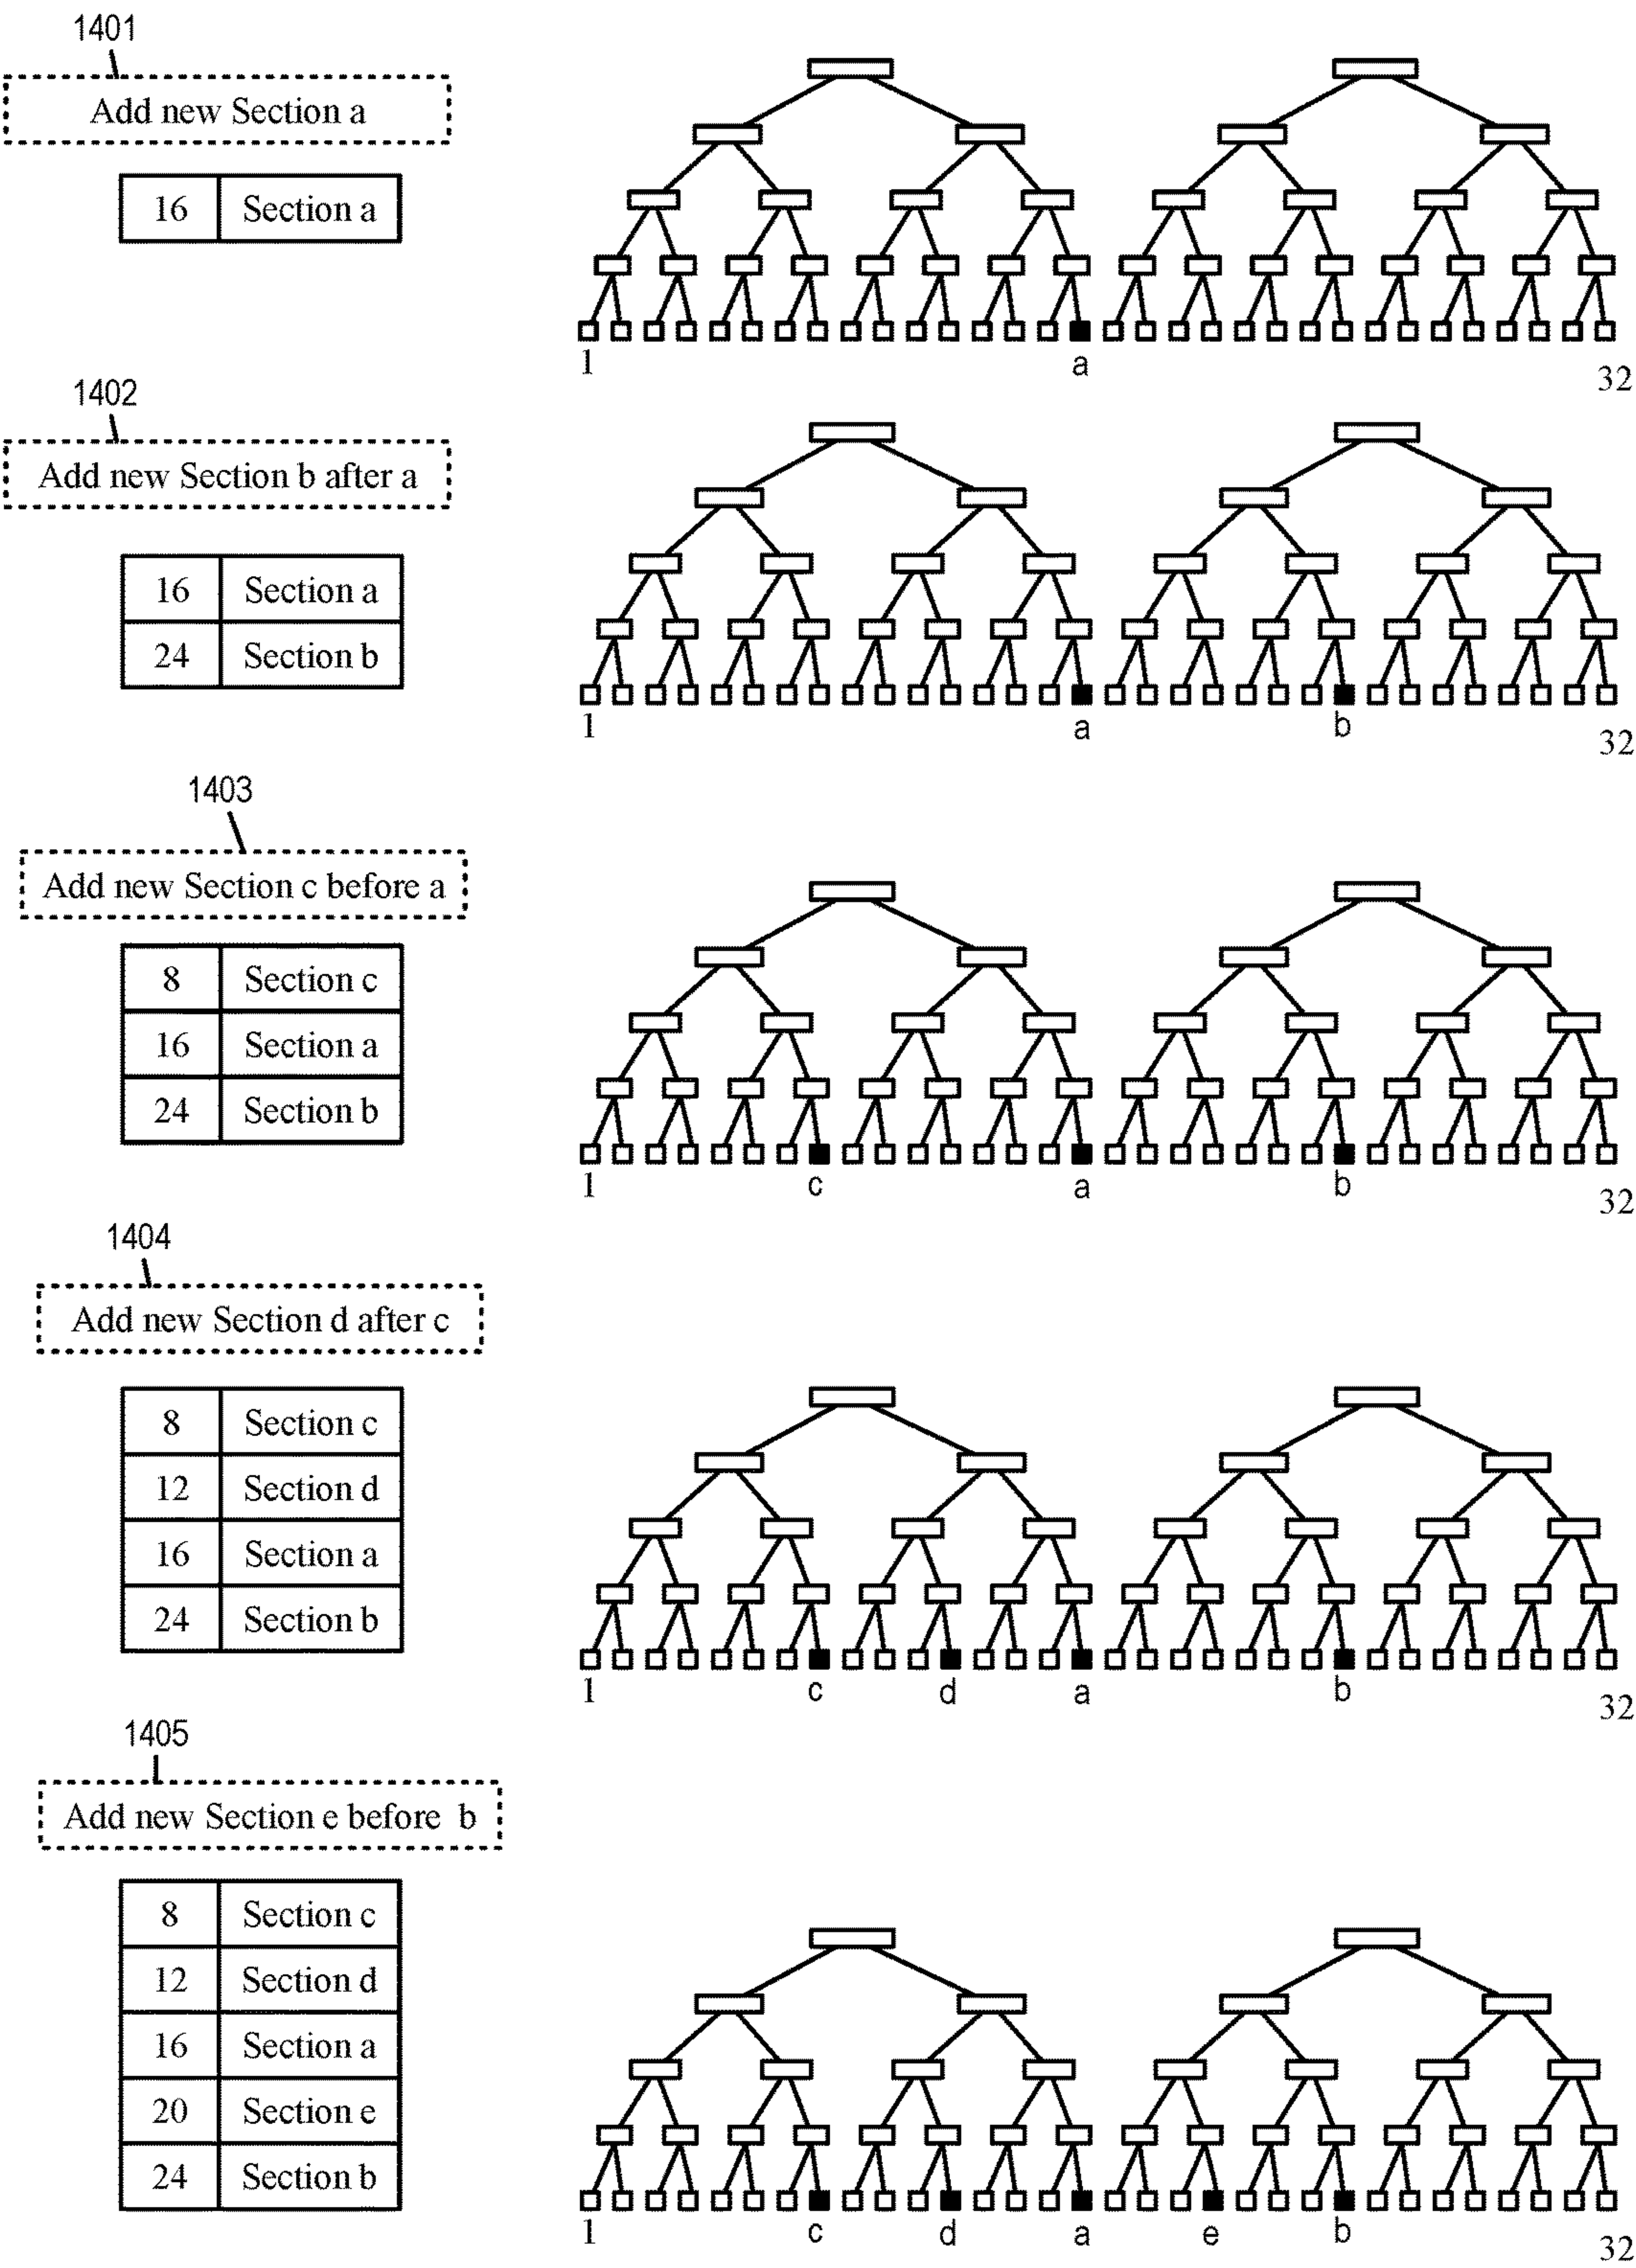 1401
Add new Section a
16 Section a
1 a 32
1402
Add new Section b after a
16 Section a
24 Section b
1 a b 32
1403
Add new Section c before a
8 Section c
16 Section a
24 Section b
1 c a b 32
1404
Add new Section d after c
8 Section c
12 Section d
16 Section a
24 Section b
1 c d a b 32
1405
Add new Section e before b
8 Section c
12 Section d
16 Section a
20 Section e
24 Section b
1 c d a e b 32